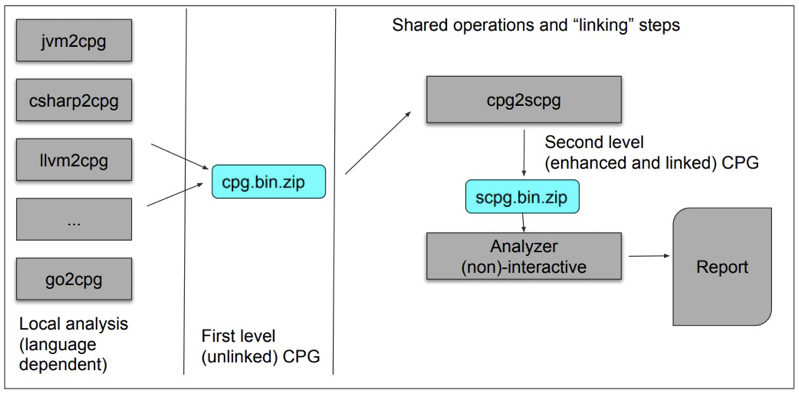 jvm2cpg
csharp2cpg
llvm2cpg
...
go2cpg
Local analysis
(language
dependent)
cpg.bin.zip
First level
(unlinked) CPG
Shared operations and “linking” steps
cpg2scpg
Second level
(enhanced and linked) CPG
scpg.bin.zip
Analyzer
(non)-interactive
Report